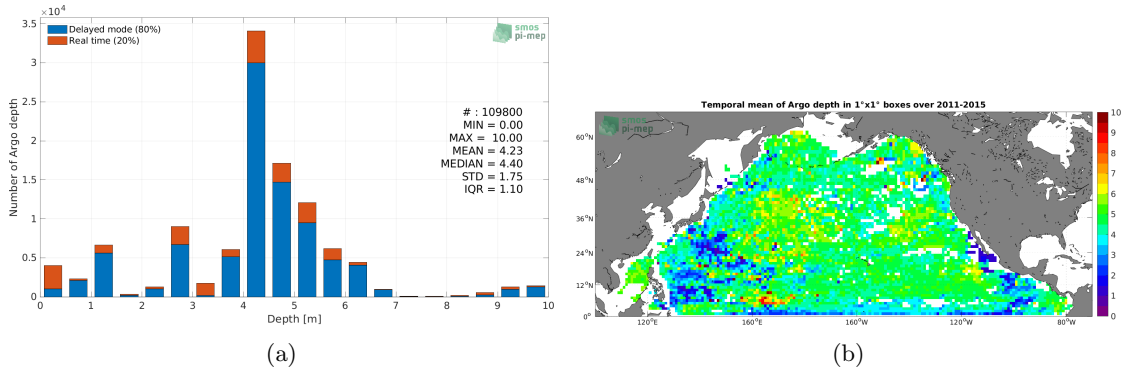 ×10⁴
3.5
3
2.5
2
1.5
1
0.5
0
Number of Argo depth
Delayed mode (80%)
Real time (20%)
smos
pi-mep
# : 109800
MIN = 0.00
MAX = 10.00
MEAN = 4.23
MEDIAN = 4.40
STD = 1.75
IQR = 1.10
0 1 2 3 4 5 6 7 8 9 10
Depth [m]
(a)
Temporal mean of Argo depth in 1°x1° boxes over 2011-2015
smos
pi-mep
60°N
48°N
36°N
24°N
12°N
0°
120°E 160°E 160°W 120°W 80°W
10
9
8
7
6
5
4
3
2
1
0
(b)